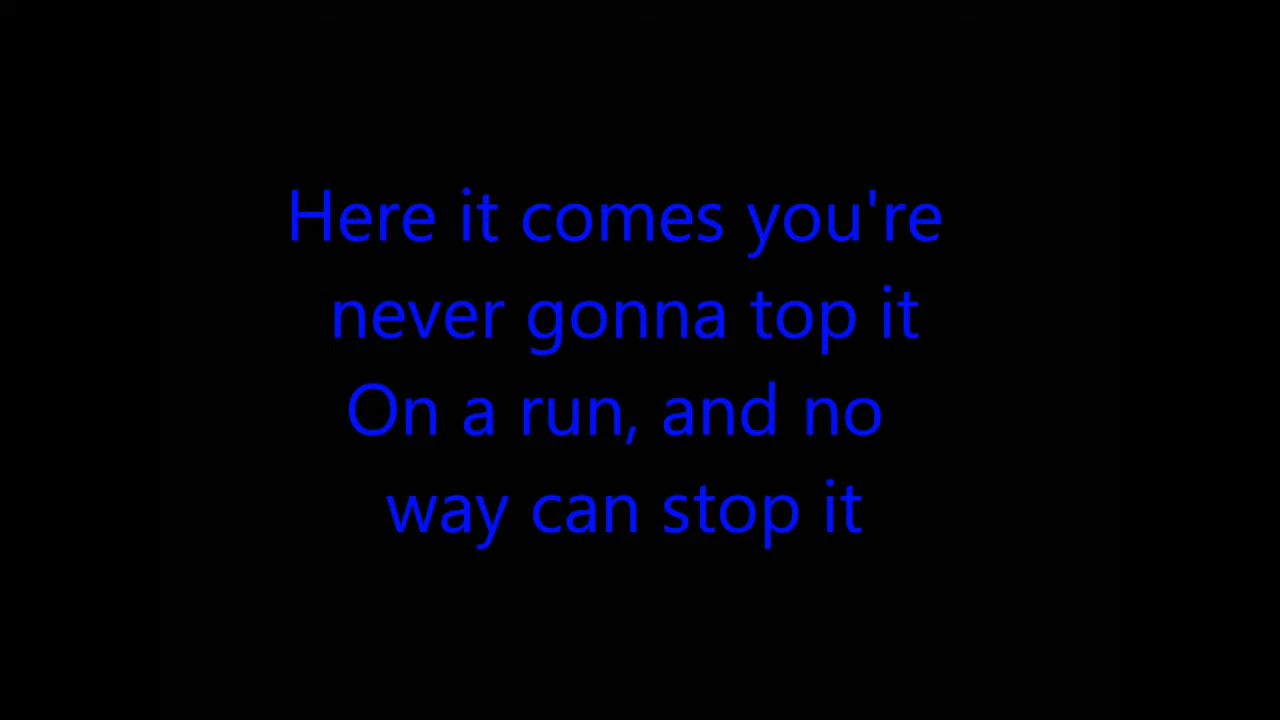 Here it comes you're
never gonna top it
On a run, and no
way can stop it